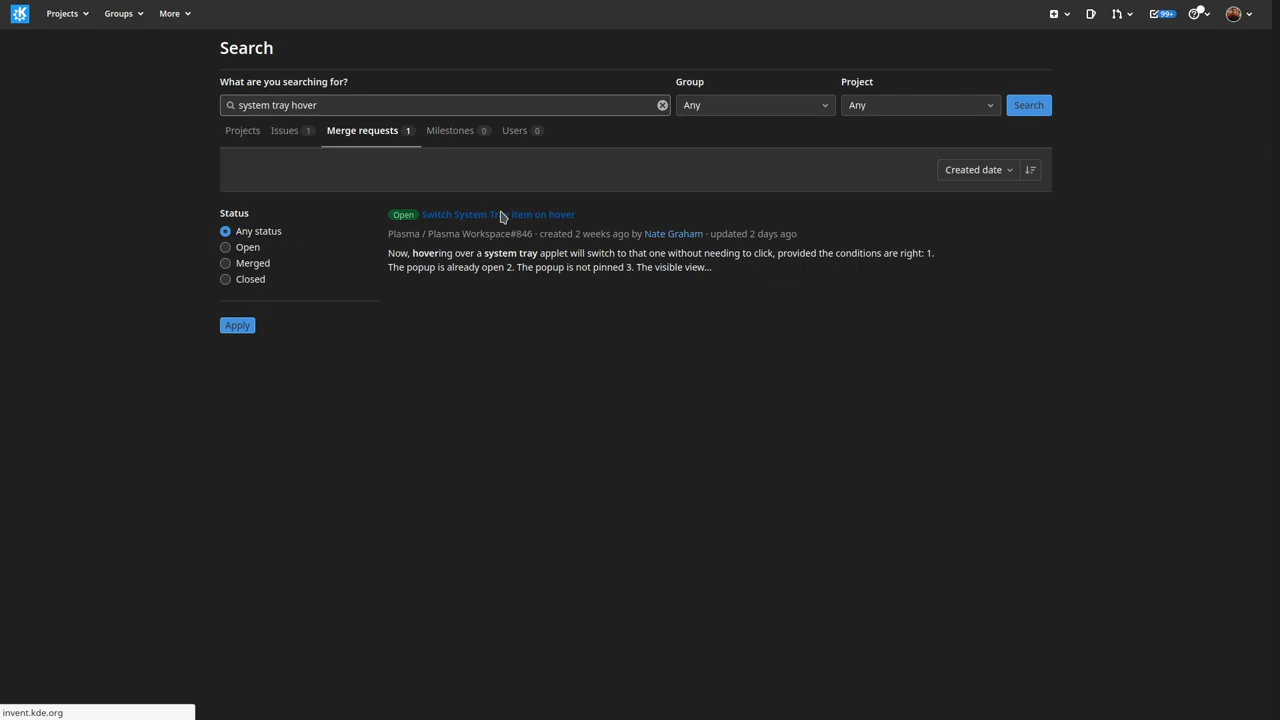 Projects Groups More 99+
Search
What are you searching for? Group Project
system tray hover Any Any Search
Projects Issues 1 Merge requests 1 Milestones 0 Users 0
Created date
Status
Open Switch System Tray item on hover
Any status
Plasma / Plasma Workspace#846 · created 2 weeks ago by Nate Graham · updated 2 days ago
Open
Now, hovering over a system tray applet will switch to that one without needing to click, provided the conditions are right: 1.
Merged
The popup is already open 2. The popup is not pinned 3. The visible view...
Closed
Apply
invent.kde.org